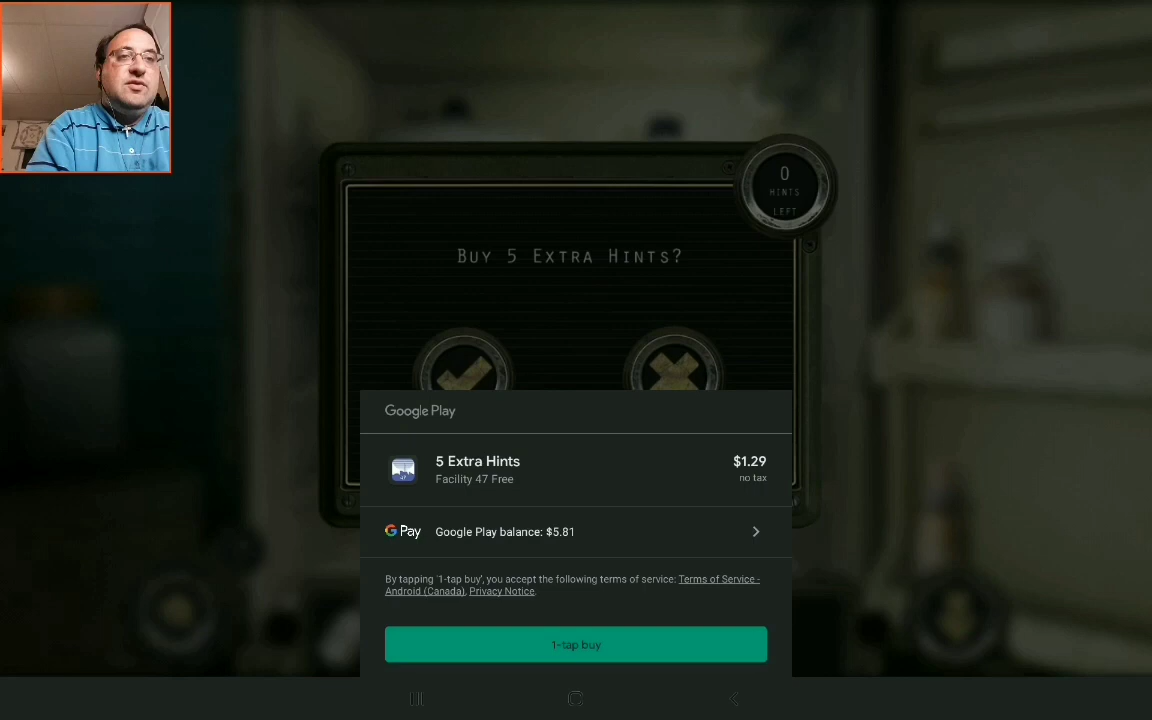 0
HINTS
LEFT
BUY 5 EXTRA HINTS?
Google Play
5 Extra Hints
$1.29
Facility 47 Free
no tax
G Pay
Google Play balance: $5.81
By tapping '1-tap buy', you accept the following terms of service: Terms of Service -
Android (Canada), Privacy Notice.
1-tap buy